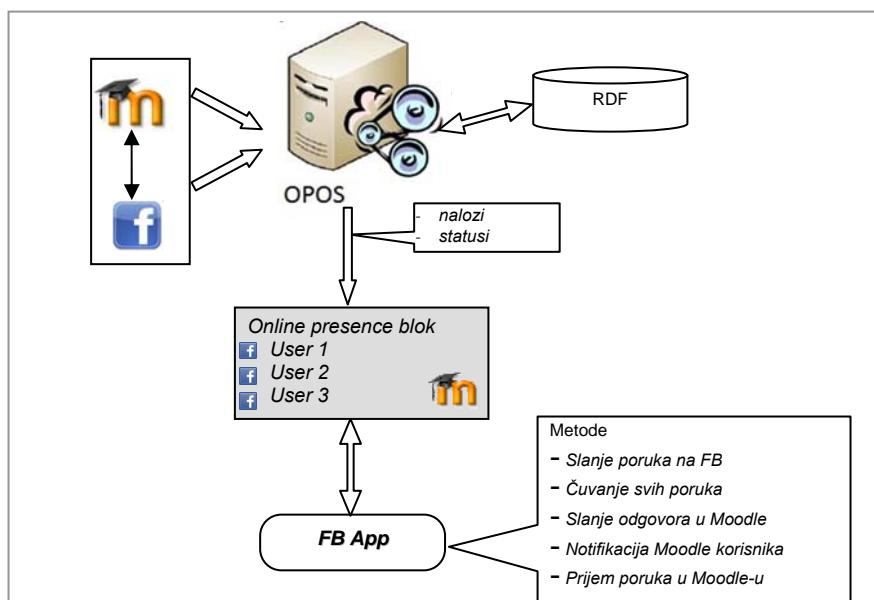 RDF
OPOS
- nalozi
- statusi
Online presence blok
User 1
User 2
User 3
Metode
- Slanje poruka na FB
- Čuvanje svih poruka
- Slanje odgovora u Moodle
- Notifikacija Moodle korisnika
- Prijem poruka u Moodle-u
FB App